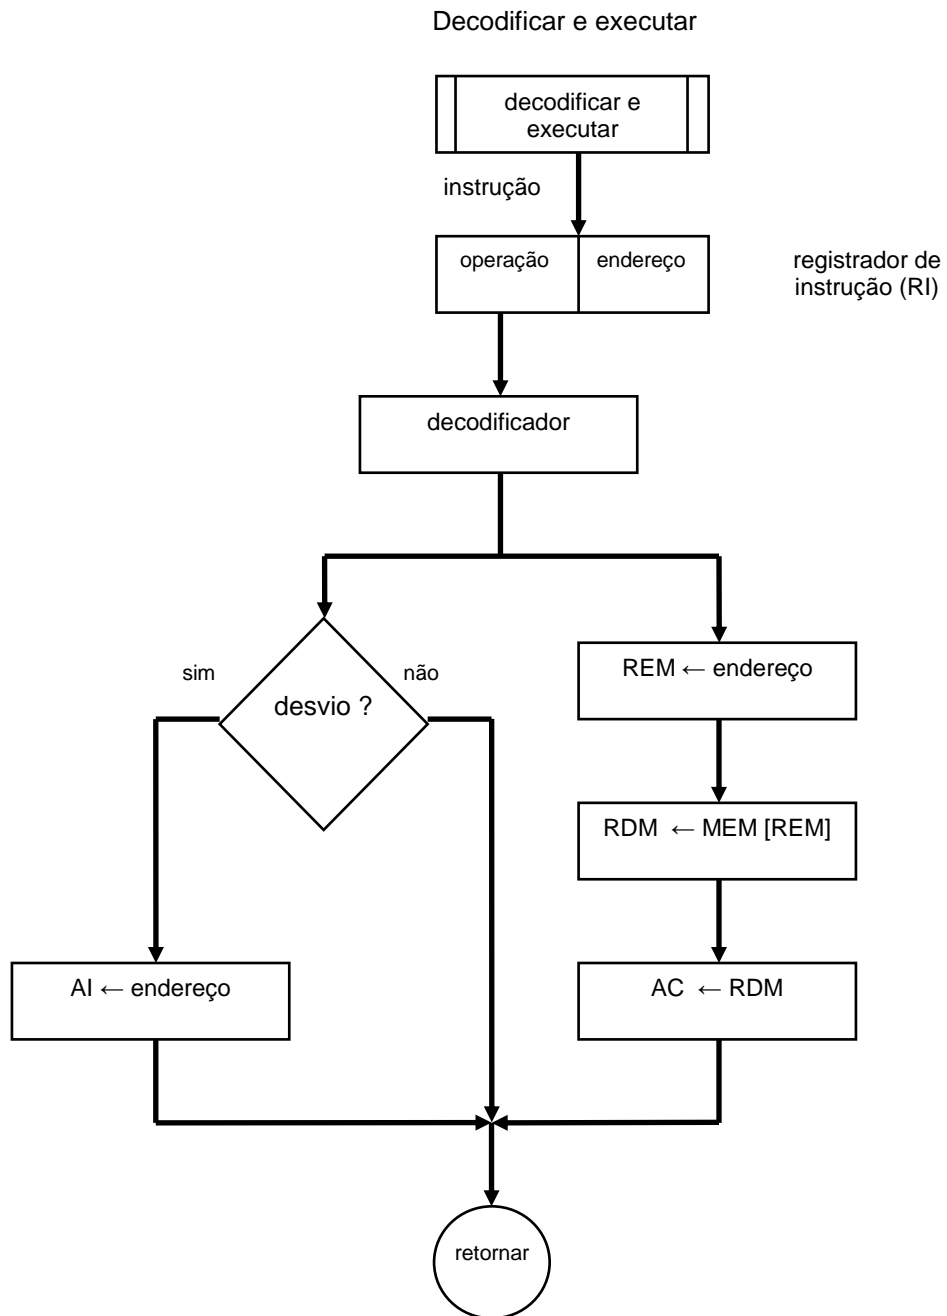 Decodificar e executar
decodificar e
executar
instrução
operação
endereço
registrador de
instrução (RI)
decodificador
sim
não
desvio ?
REM ← endereço
RDM ← MEM [REM]
AI ← endereço
AC ← RDM
retornar